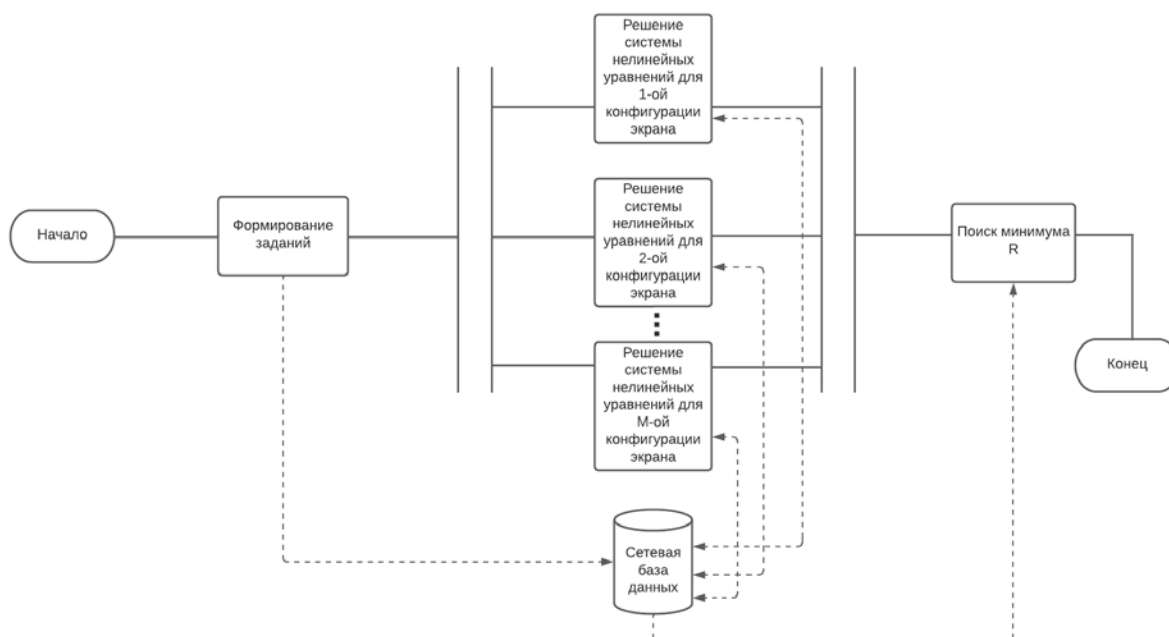 Решение
системы
нелинейных
уравнений для
1-ой
конфигурации
экрана
Начало
Формирование
заданий
Решение
системы
нелинейных
уравнений для
2-ой
конфигурации
экрана
Поиск минимума
R
Решение
системы
нелинейных
уравнений для
М-ой
конфигурации
экрана
Конец
Сетевая
база
данных